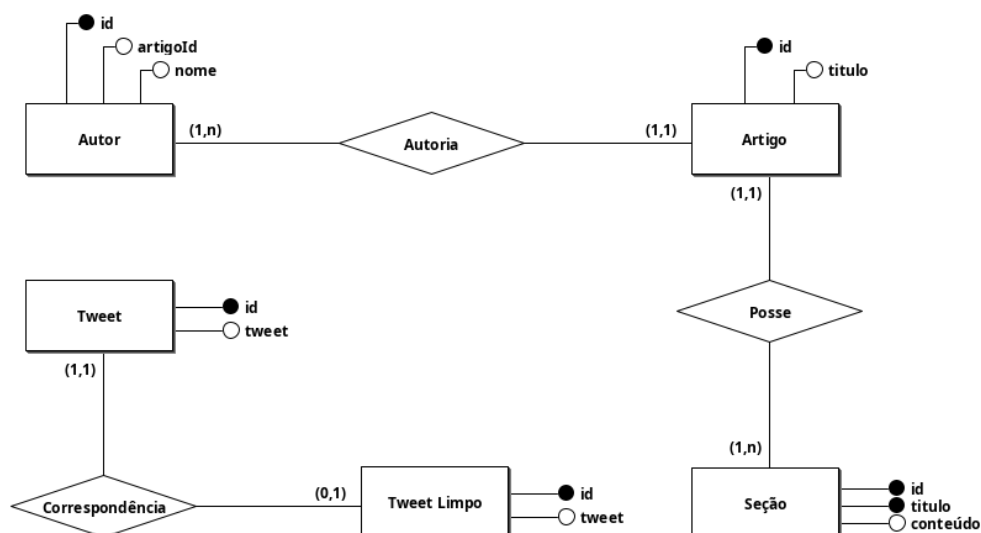 id
artigoId
nome
id
titulo
Autor
(1,n)
Autoria
(1,1)
Artigo
(1,1)
Tweet
id
tweet
Posse
(1,1)
(1,n)
Correspondência
(0,1)
Tweet Limpo
id
tweet
Seção
id
titulo
conteúdo